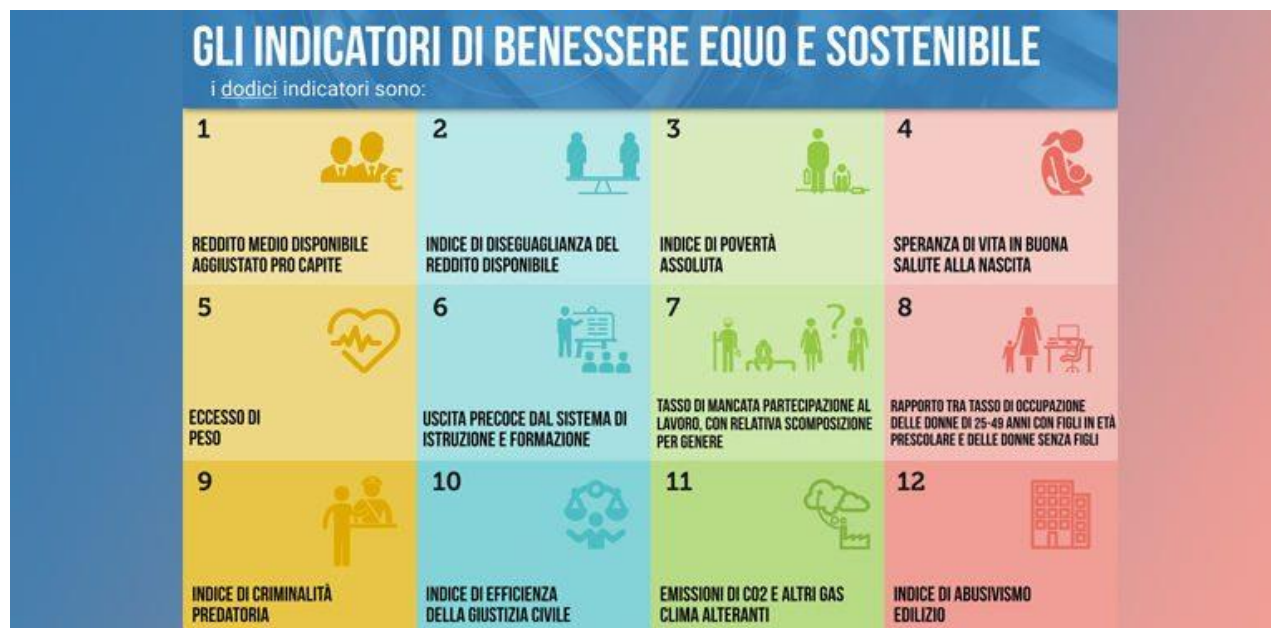 GLI INDICATORI DI BENESSERE EQUO E SOSTENIBILE
i dodici indicatori sono:
1
REDDITO MEDIO DISPONIBILE
AGGIUSTATO PRO CAPITE
2
INDICE DI DISEGUAGLIANZA DEL
REDDITO DISPONIBILE
3
INDICE DI POVERTÀ
ASSOLUTA
4
SPERANZA DI VITA IN BUONA
SALUTE ALLA NASCITA
5
ECCESSO DI
PESO
6
USCITA PRECOCE DAL SISTEMA DI
ISTRUZIONE E FORMAZIONE
7
?
TASSO DI MANCATA PARTECIPAZIONE AL
LAVORO, CON RELATIVA SCOMPOSIZIONE
PER GENERE
8
RAPPORTO TRA TASSO DI OCCUPAZIONE
DELLE DONNE DI 25-49 ANNI CON FIGLI IN ETÀ
PRESCOLARE E DELLE DONNE SENZA FIGLI
9
INDICE DI CRIMINALITÀ
PREDATORIA
10
INDICE DI EFFICIENZA
DELLA GIUSTIZIA CIVILE
11
EMISSIONI DI CO2 E ALTRI GAS
CLIMA ALTERANTI
12
INDICE DI ABUSIVISMO
EDILIZIO